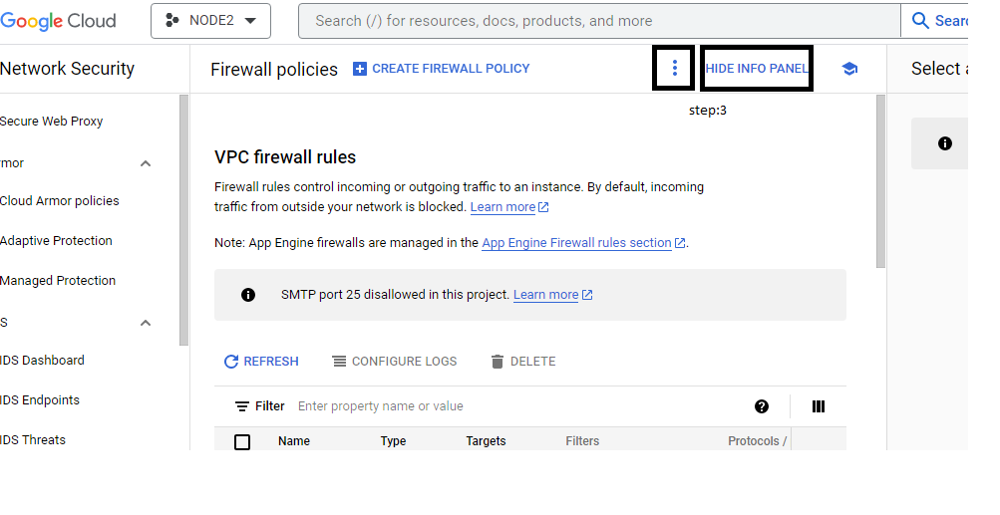 Google Cloud
NODE2
Search (/) for resources, docs, products, and more
Sear
Network Security
Firewall policies
CREATE FIREWALL POLICY
HIDE INFO PANEL
Select a
step:3
Secure Web Proxy
mor
Cloud Armor policies
Adaptive Protection
Managed Protection
S
IDS Dashboard
IDS Endpoints
IDS Threats
VPC firewall rules
Firewall rules control incoming or outgoing traffic to an instance. By default, incoming
traffic from outside your network is blocked. Learn more
Note: App Engine firewalls are managed in the App Engine Firewall rules section.
SMTP port 25 disallowed in this project. Learn more
REFRESH CONFIGURE LOGS DELETE
Filter Enter property name or value
Name Type Targets Filters Protocols /